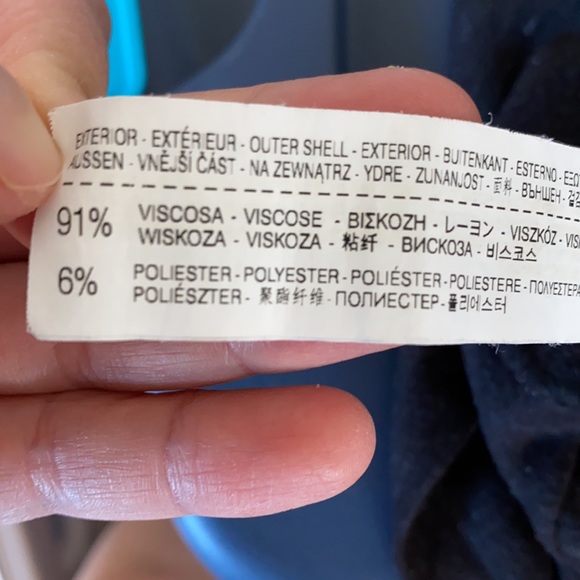 EXTERIOR - EXTÉRIEUR - OUTER SHELL - EXTERIOR - BUITENKANT - ESTERNO -
AUSSEN - VNĚJŠÍ ČÁST - NA ZEWNĄTRZ - YDRE - ZUNANJOST - 面料 - ВЪНШЕН -
91% VISCOSA - VISCOSE - ΒΙΣΚΟΖΗ - レーヨン - VISZKÓZ -
WISKOZA - VISKOZA - 粘纤 - ВИСКОЗА - 비스코스
6% POLIESTER - POLYESTER - POLIÉSTER - POLIESTERE - ΠΟΛΥΕΣΤΕΡΑ
POLIÉSZTER - 聚酯纤维 - ПОЛИЕСТЕР - 폴리에스터